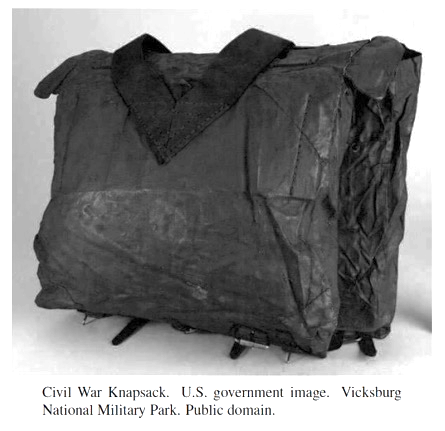 Civil War Knapsack. U.S. government image. Vicksburg
National Military Park. Public domain.